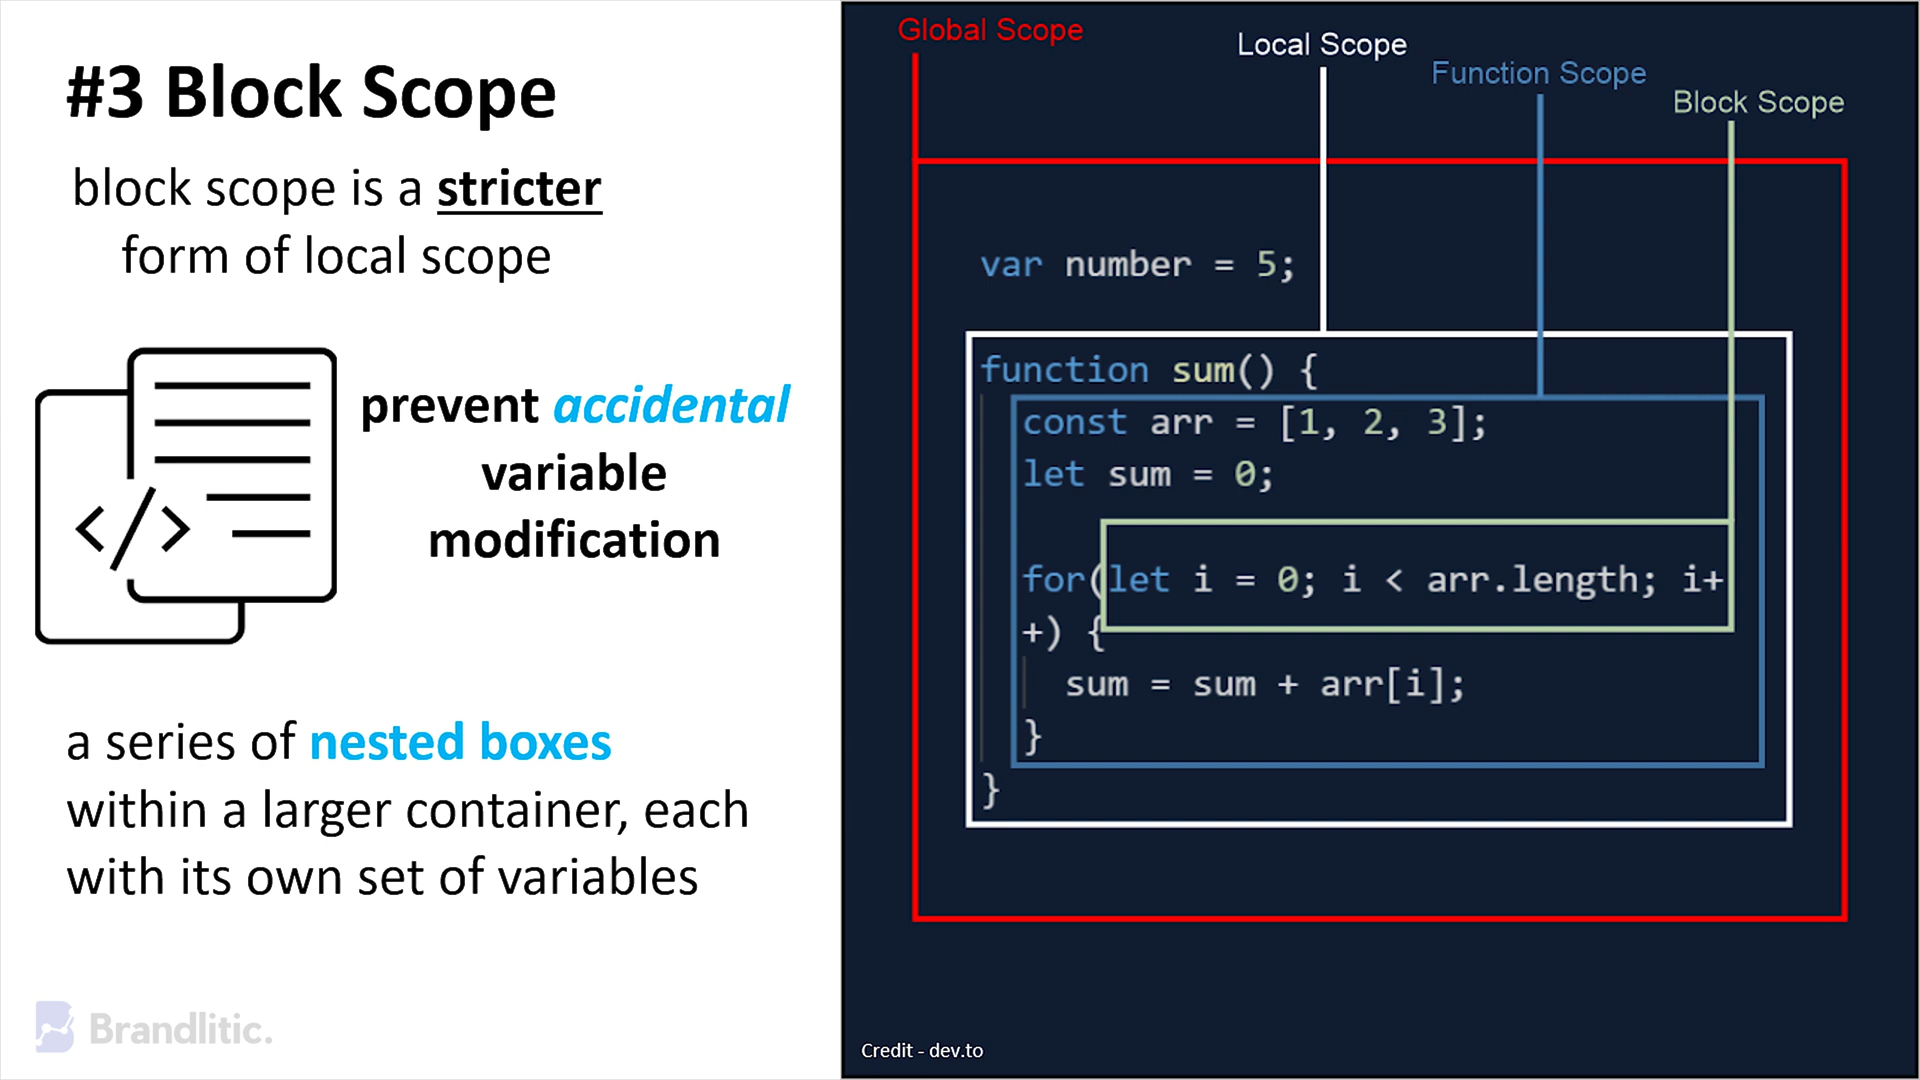 #3 Block Scope
block scope is a stricter
form of local scope
</>
prevent accidental
variable
modification
a series of nested boxes
within a larger container, each
with its own set of variables
Brandlitic.
Global Scope
Local Scope
Function Scope
Block Scope
var number = 5;
function sum() {
const arr = [1, 2, 3];
let sum = 0;
for(let i = 0; i < arr.length; i+
+) {
sum = sum + arr[i];
}
}
Credit - dev.to